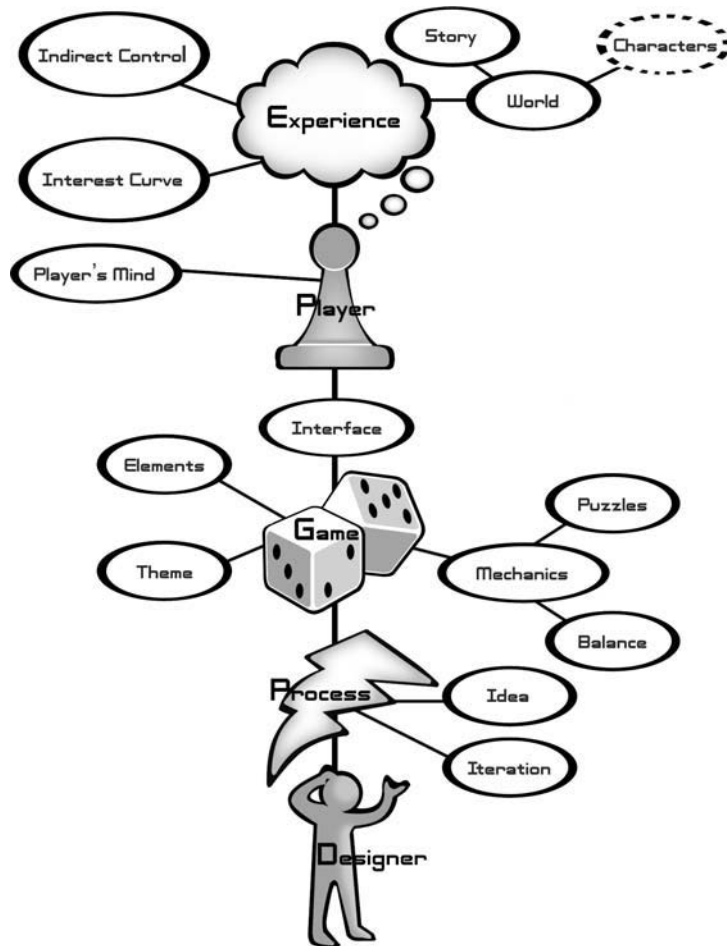 Story
Characters
Indirect Control
World
Experience
Interest Curve
Player's Mind
Player
Interface
Elements
Puzzles
Game
Theme
Mechanics
Balance
Process
Idea
Iteration
Designer